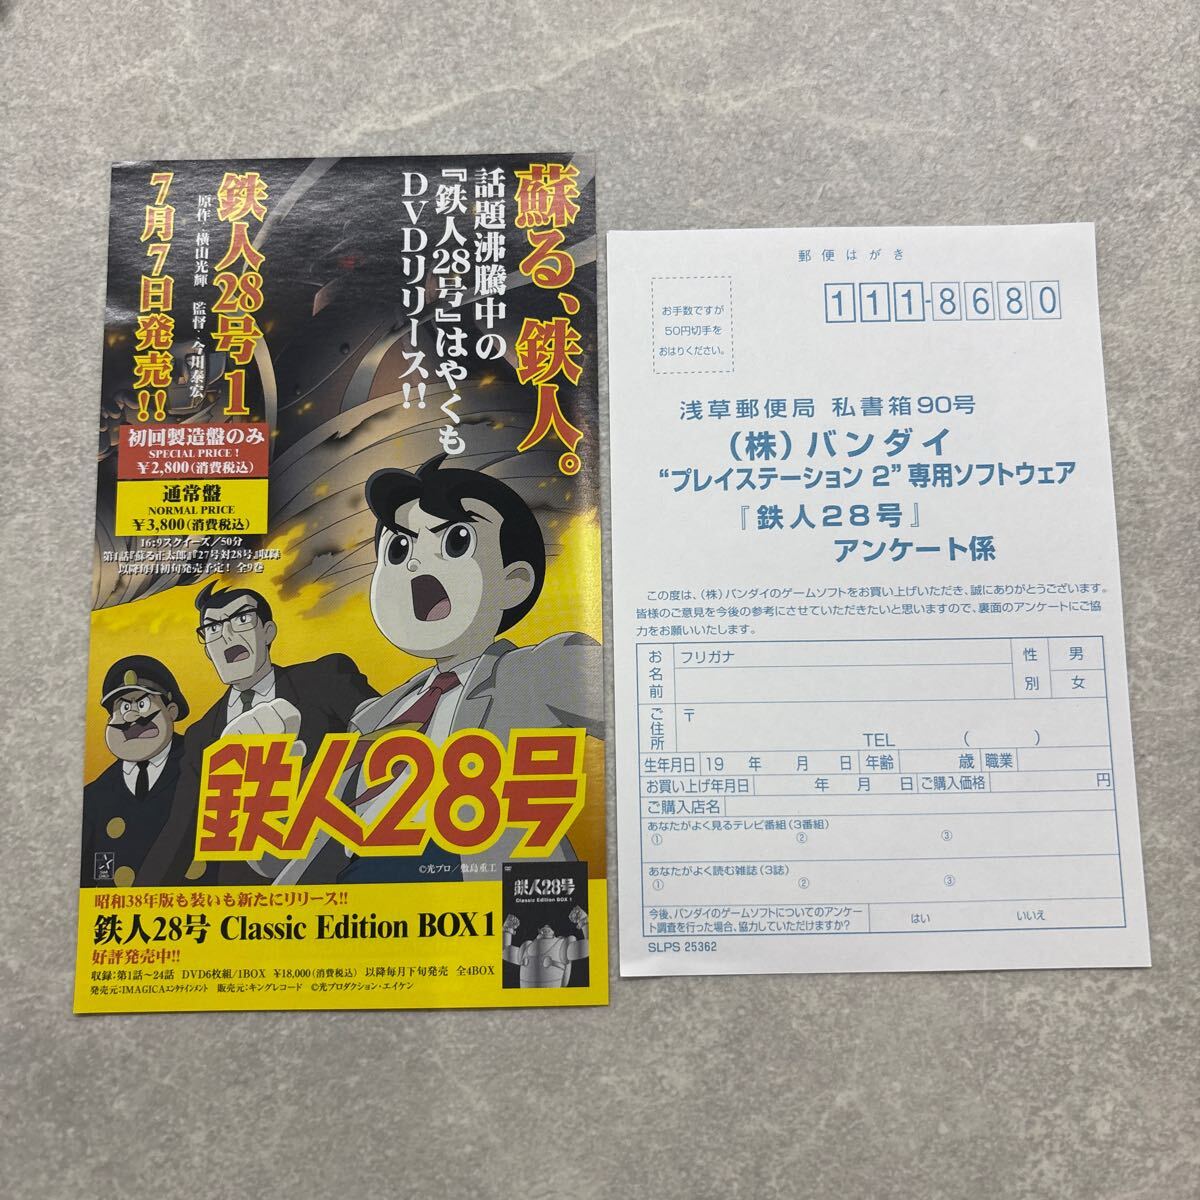 蘇る、鉄人。
話題沸騰中の
『鉄人28号』はやくも
DVDリリース!!
鉄人28号 1
原作:横山光輝 監督:今川泰宏
7月7日発売!!
初回製造盤のみ
SPECIAL PRICE!
¥2,800(消費税込)
通常盤
NORMAL PRICE
¥3,800(消費税込)
16:9スクイーズ/50分
第1話『蘇る正太郎』『27号対28号』収録
以降毎月初旬発売予定! 全9巻
鉄人28号
©光プロ/敷島重工
昭和38年版も装いも新たにリリース!!
鉄人28号 Classic Edition BOX 1
好評発売中!!
収録:第1話～24話 DVD6枚組/1BOX ¥18,000(消費税込) 以降毎月下旬発売 全4BOX
発売元:IMAGICAエンタテインメント 販売元:キングレコード ©光プロダクション・エイケン
鉄人28号
Classic Edition BOX 1
郵便はがき
お手数ですが
50円切手を
おはりください。
111-8680
浅草郵便局 私書箱90号
(株)バンダイ
“プレイステーション 2”専用ソフトウェア
『鉄人28号』
アンケート係
この度は、(株)バンダイのゲームソフトをお買い上げいただき、誠にありがとうございます。
皆様のご意見を今後の参考にさせていただきたいと思いますので、裏面のアンケートにご協
力をお願いいたします。
お名前 フリガナ 性別 男 女
ご住所 〒
TEL ( )
生年月日 19 年 月 日 年齢 歳 職業
お買い上げ年月日 年 月 日 ご購入価格 円
ご購入店名
あなたがよく見るテレビ番組(3番組)
① ② ③
あなたがよく読む雑誌(3誌)
① ② ③
今後、バンダイのゲームソフトについてのアンケー
ト調査を行った場合、協力していただけますか? はい いいえ
SLPS 25362